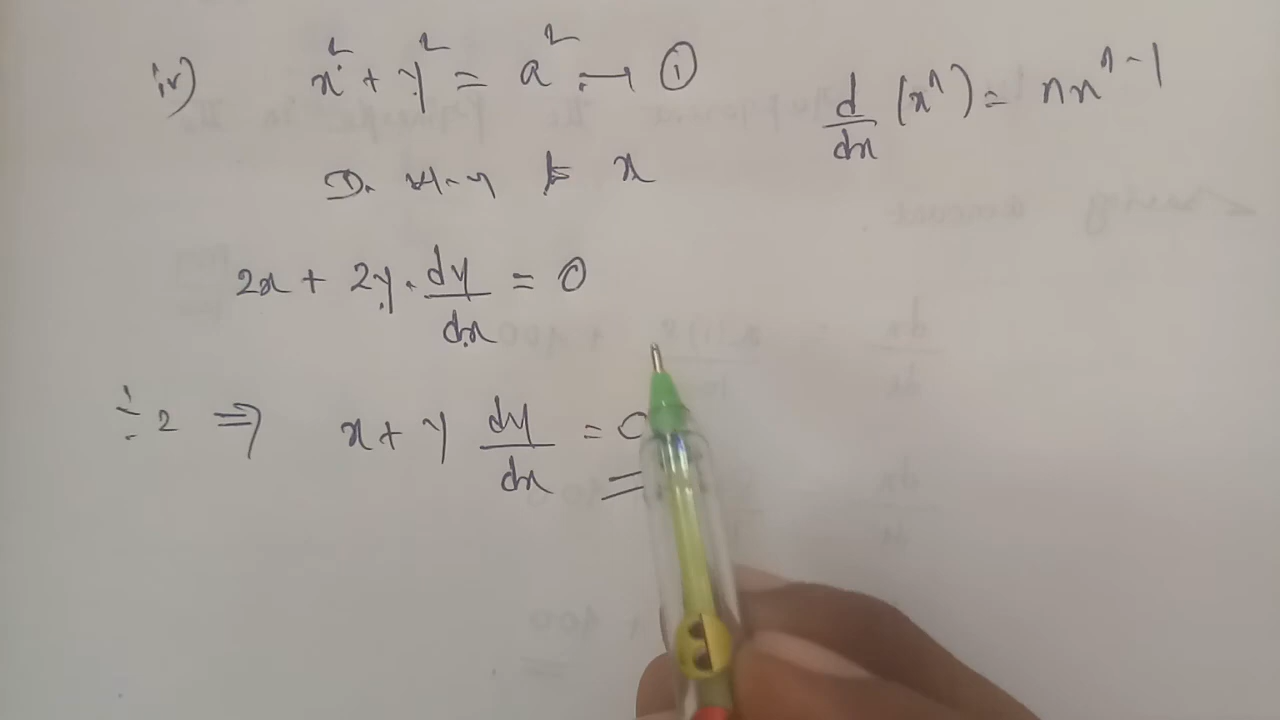 iv) x² + y² = a² → ①
d/dx (xⁿ) = nxⁿ⁻¹
D. w.r.t x
2x + 2y . dy/dx = 0
÷ 2 ⇒ x + y dy/dx = 0